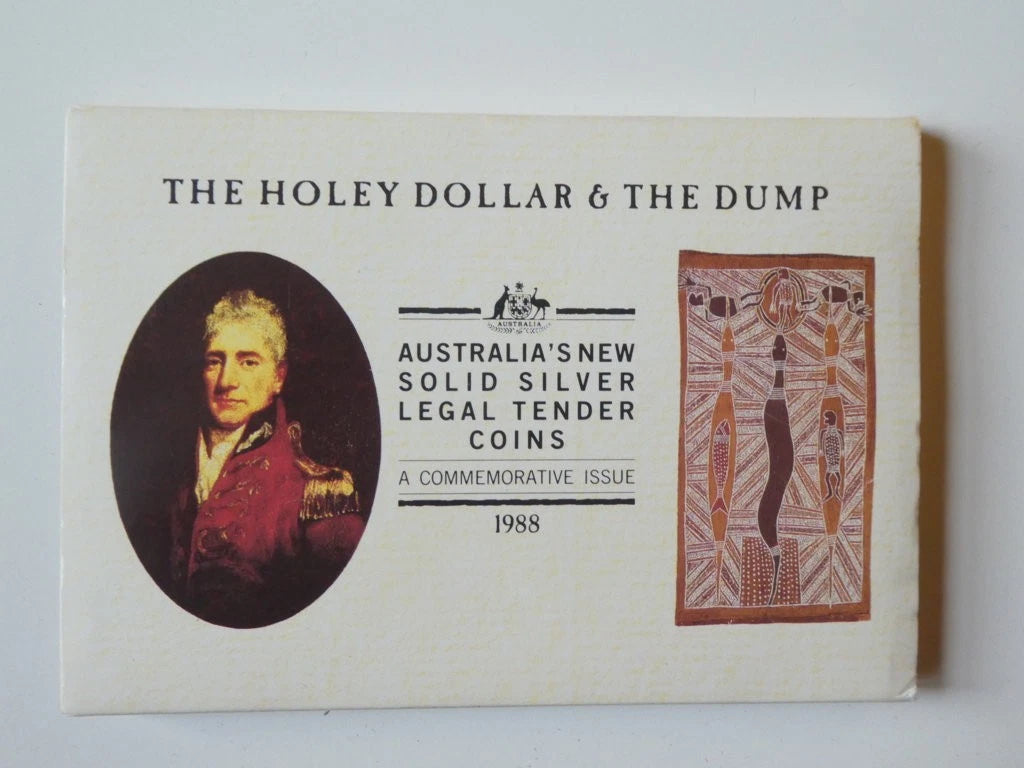 THE HOLEY DOLLAR & THE DUMP
AUSTRALIA
AUSTRALIA'S NEW
SOLID SILVER
LEGAL TENDER
COINS
A COMMEMORATIVE ISSUE
1988